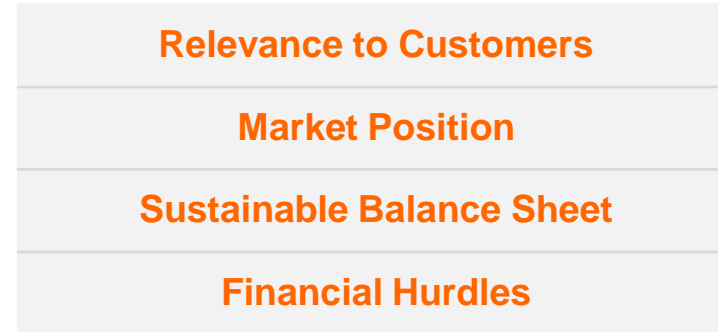 Relevance to Customers
Market Position
Sustainable Balance Sheet
Financial Hurdles